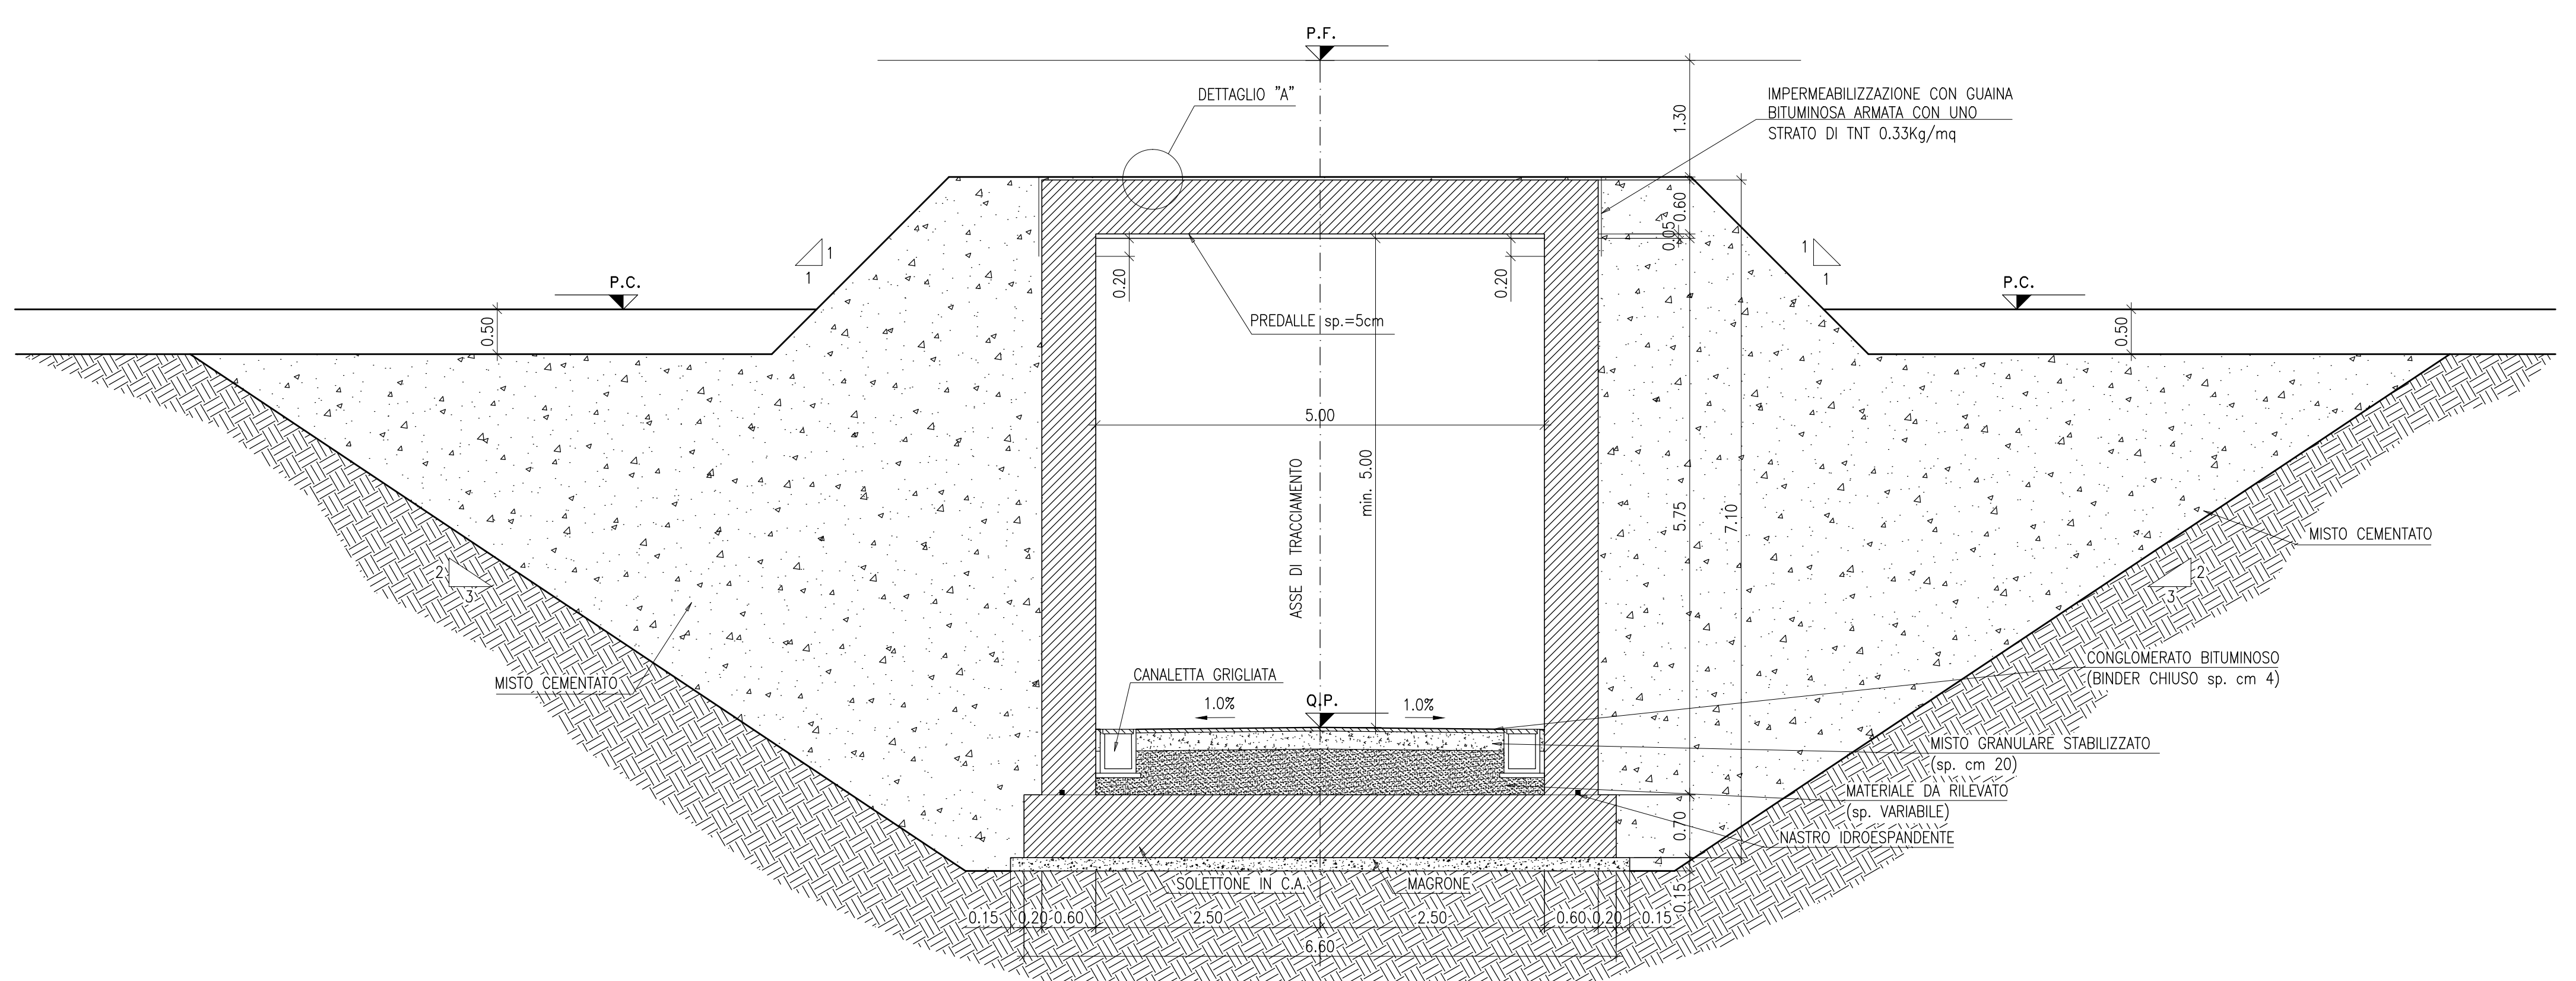 P.F.
DETTAGLIO "A"
IMPERMEABILIZZAZIONE CON GUAINA
BITUMINOSA ARMATA CON UNO
STRATO DI TNT 0.33Kg/mq
1.30
0.60
0.05
1
1
1
1
P.C.
P.C.
0.20
0.20
0.50
0.50
PREDALLE sp.=5cm
5.00
ASSE DI TRACCIAMENTO
min. 5.00
5.75
7.10
MISTO CEMENTATO
2
3
2
3
MISTO CEMENTATO
CANALETTA GRIGLIATA
CONGLOMERATO BITUMINOSO
(BINDER CHIUSO sp. cm 4)
1.0%
Q.P.
1.0%
MISTO GRANULARE STABILIZZATO
(sp. cm 20)
MATERIALE DA RILEVATO
(sp. VARIABILE)
0.70
NASTRO IDROESPANDENTE
SOLETTONE IN C.A.
MAGRONE
0.15
0.15
0.20
0.60
2.50
2.50
0.60
0.20
0.15
6.60